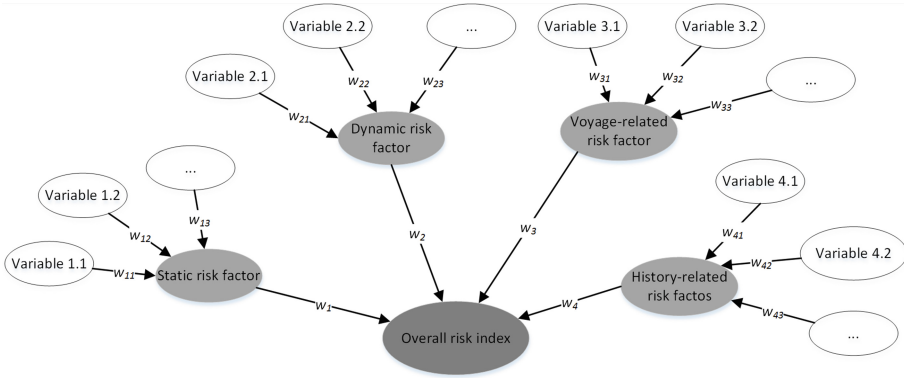 Variable 2.2
...
Variable 3.1
Variable 3.2
Variable 2.1
w22
w23
w31
w32
...
w21
w33
Dynamic risk
factor
Voyage-related
risk factor
...
Variable 1.2
Variable 4.1
w13
w12
w2
w3
w41
Variable 1.1
w11
Static risk factor
w42
Variable 4.2
History-related
risk factos
w1
w4
w43
Overall risk index
...